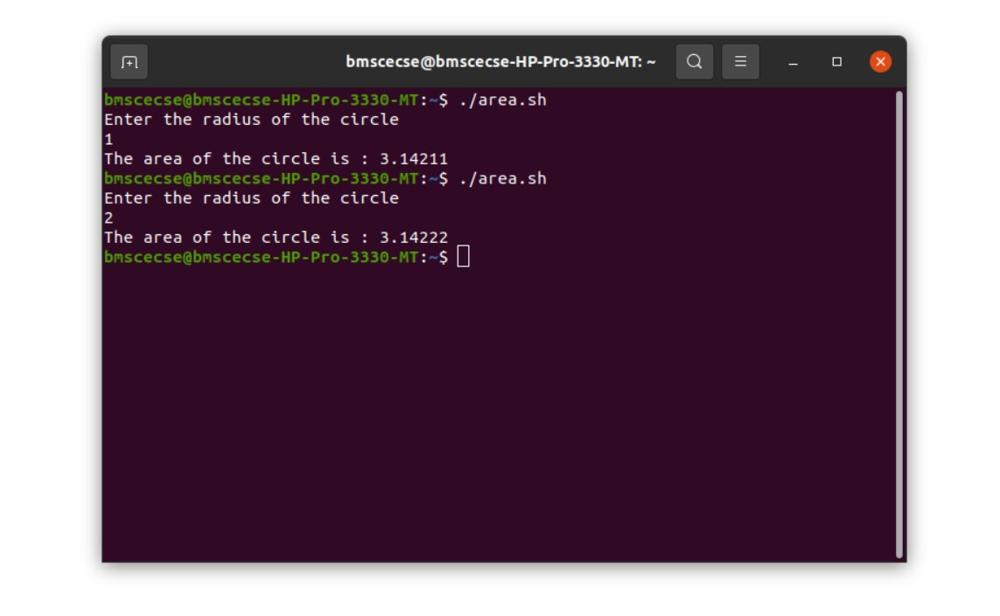 bmscecse@bmscecse-HP-Pro-3330-MT: ~
bmscecse@bmscecse-HP-Pro-3330-MT:~$ ./area.sh
Enter the radius of the circle
1
The area of the circle is : 3.14211
bmscecse@bmscecse-HP-Pro-3330-MT:~$ ./area.sh
Enter the radius of the circle
2
The area of the circle is : 3.14222
bmscecse@bmscecse-HP-Pro-3330-MT:~$